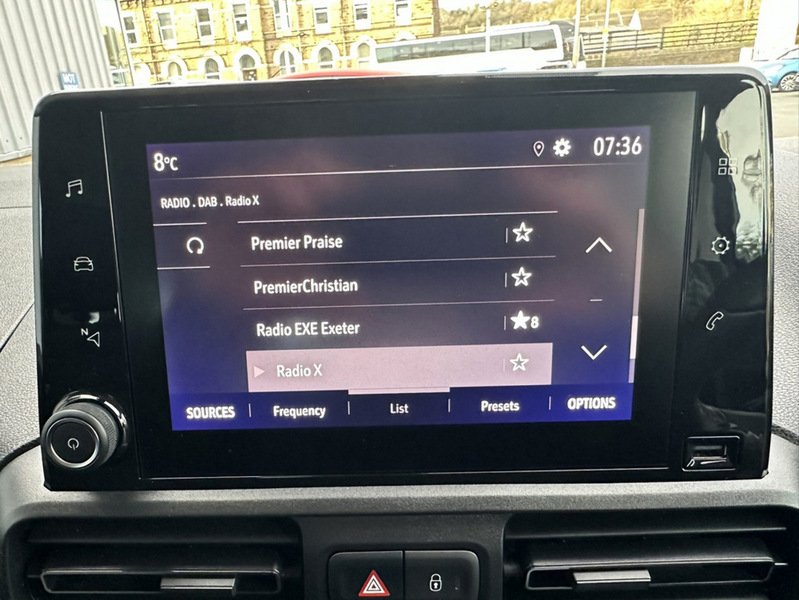 MOT
8°C
07:36
RADIO . DAB . Radio X
Premier Praise
PremierChristian
Radio EXE Exeter
8
Radio X
N
SOURCES
Frequency
List
Presets
OPTIONS